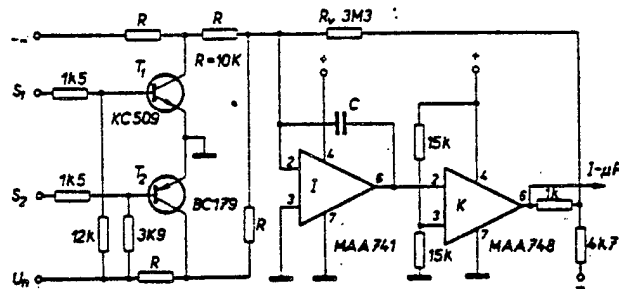 R R Rᵥ 3M3
R=10K
S₁ 1k5 T₁ + +
KC509 C 15k
2 4 6 2 4 6 I-μP
3 I 7 3 K 7 1k
S₂ 1k5 T₂ BC179
12k 3K9 R MAA741 15k MAA748 4k7
Uₙ R